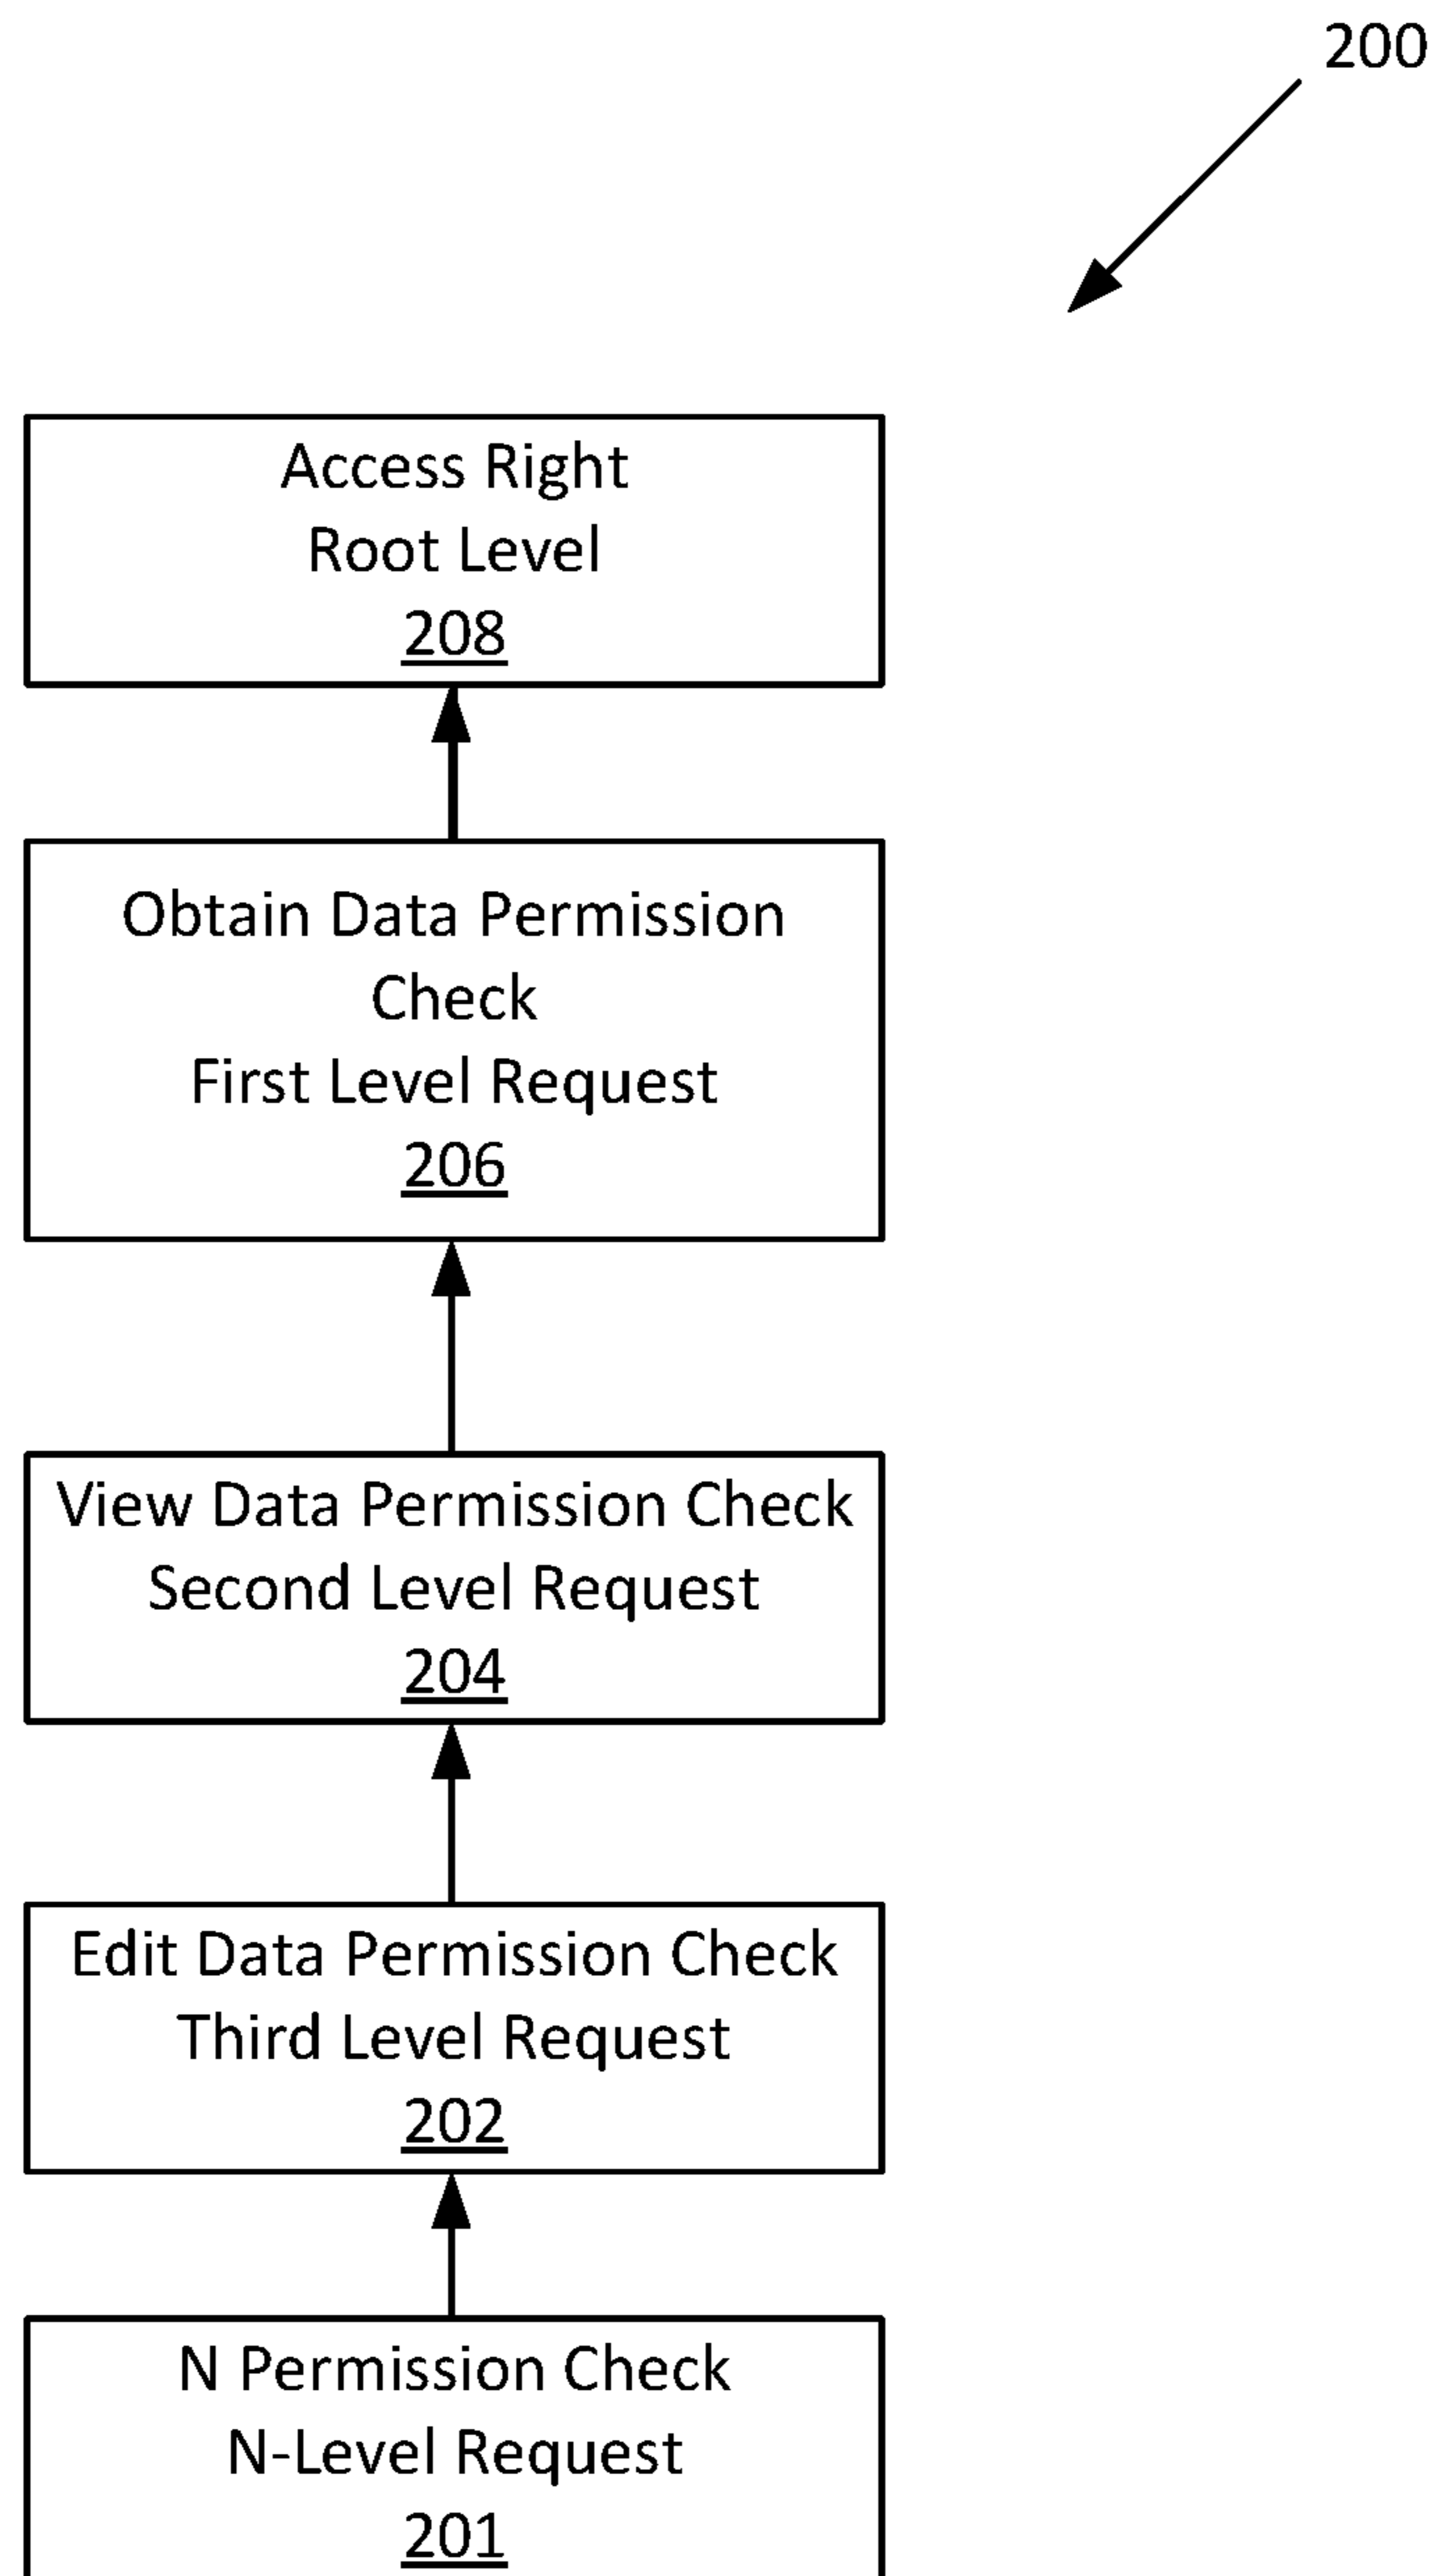 200
Access Right
Root Level
208
Obtain Data Permission
Check
First Level Request
206
View Data Permission Check
Second Level Request
204
Edit Data Permission Check
Third Level Request
202
N Permission Check
N-Level Request
201